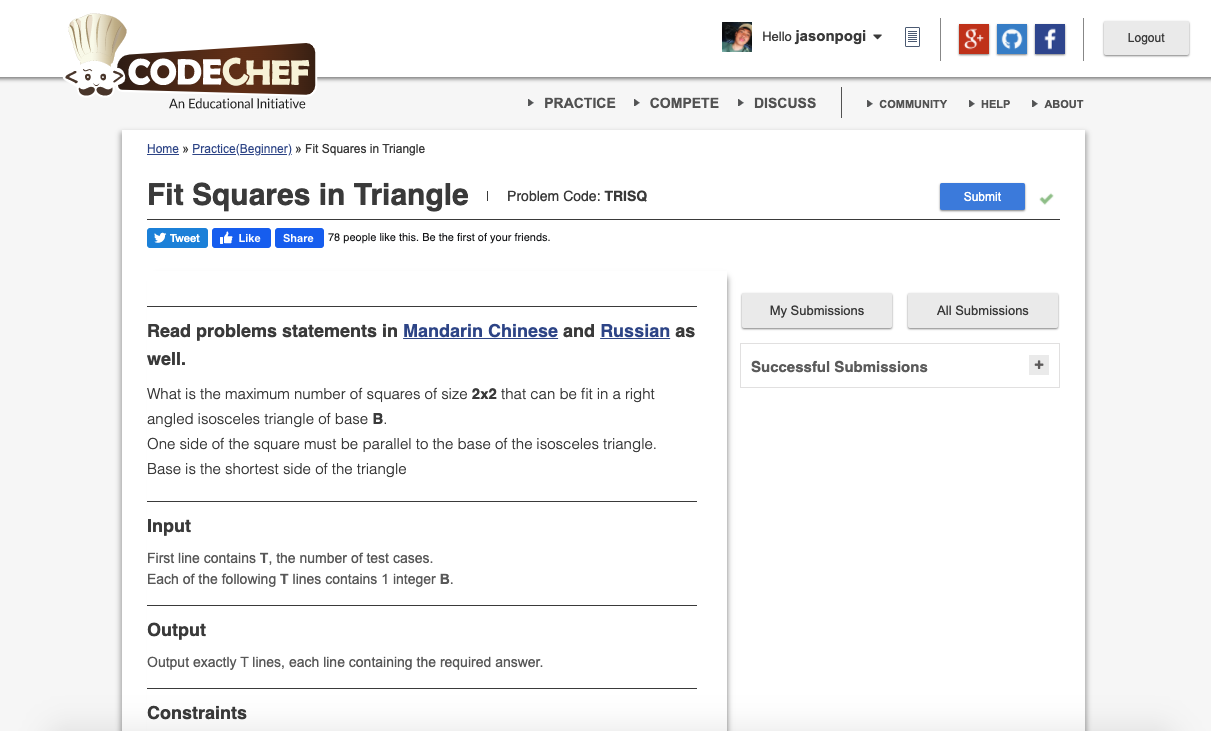 CODECHEF
An Educational Initiative
Hello jasonpogi
g+
f
Logout
PRACTICE COMPETE DISCUSS COMMUNITY HELP ABOUT
Home » Practice(Beginner) » Fit Squares in Triangle
Fit Squares in Triangle | Problem Code: TRISQ
Submit
Tweet Like Share 78 people like this. Be the first of your friends.
My Submissions All Submissions
Successful Submissions +
Read problems statements in Mandarin Chinese and Russian as
well.
What is the maximum number of squares of size 2x2 that can be fit in a right
angled isosceles triangle of base B.
One side of the square must be parallel to the base of the isosceles triangle.
Base is the shortest side of the triangle
Input
First line contains T, the number of test cases.
Each of the following T lines contains 1 integer B.
Output
Output exactly T lines, each line containing the required answer.
Constraints